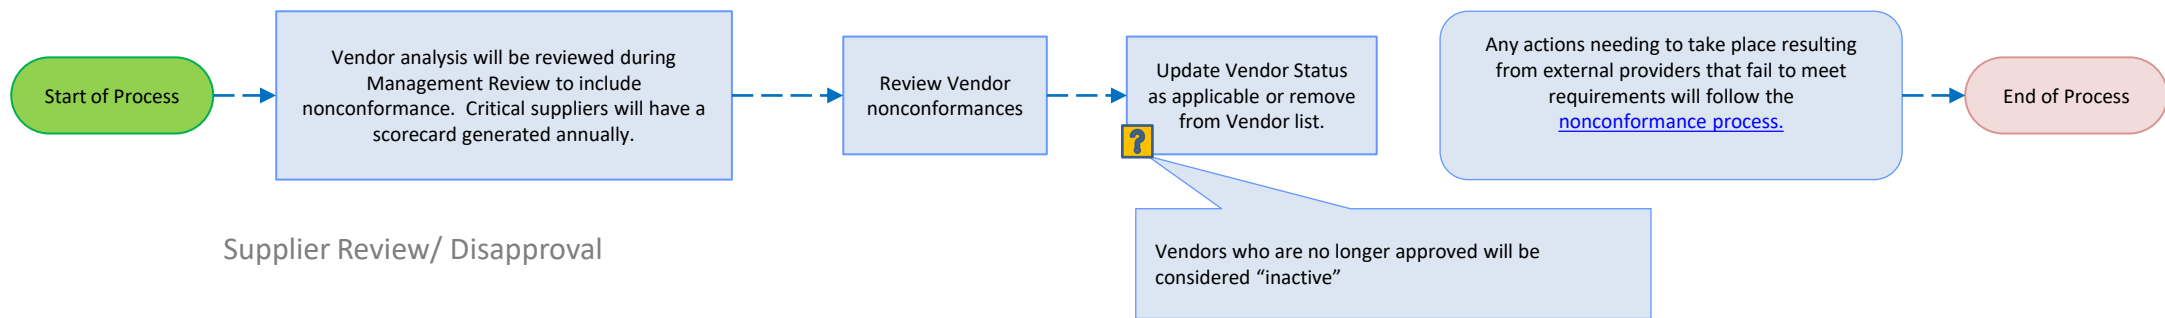 Start of Process
Vendor analysis will be reviewed during
Management Review to include
nonconformance.  Critical suppliers will have a
scorecard generated annually.
Review Vendor
nonconformances
Update Vendor Status
as applicable or remove
from Vendor list.
?
Any actions needing to take place resulting
from external providers that fail to meet
requirements will follow the
nonconformance process.
End of Process
Vendors who are no longer approved will be
considered “inactive”
Supplier Review/ Disapproval